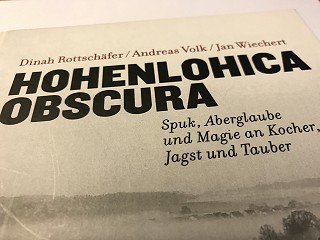 Dinah Rottschäfer/Andreas Volk/Jan Wiechert
HOHENLOHICA
OBSCURA
Spuk, Aberglaube
und Magie an Kocher,
Jagst und Tauber